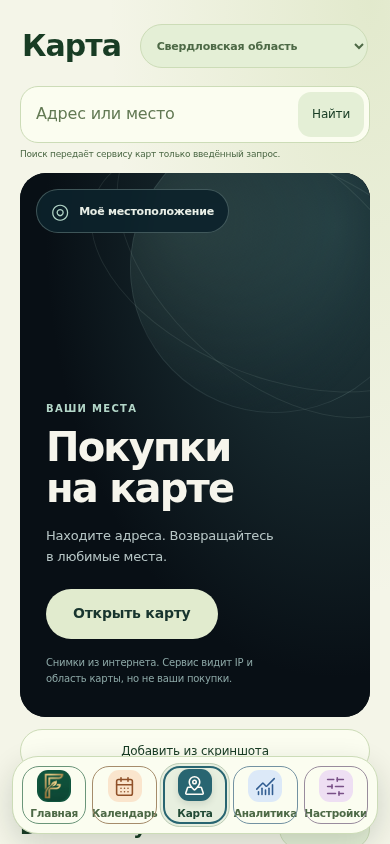 Карта
Свердловская область
Адрес или место
Найти
Поиск передаёт сервису карт только введённый запрос.
Моё местоположение
ВАШИ МЕСТА
Покупки
на карте
Находите адреса. Возвращайтесь
в любимые места.
Открыть карту
Снимки из интернета. Сервис видит IP и
область карты, но не ваши покупки.
Добавить из скриншота
Главная
Календарь
Карта
Аналитика
Настройки